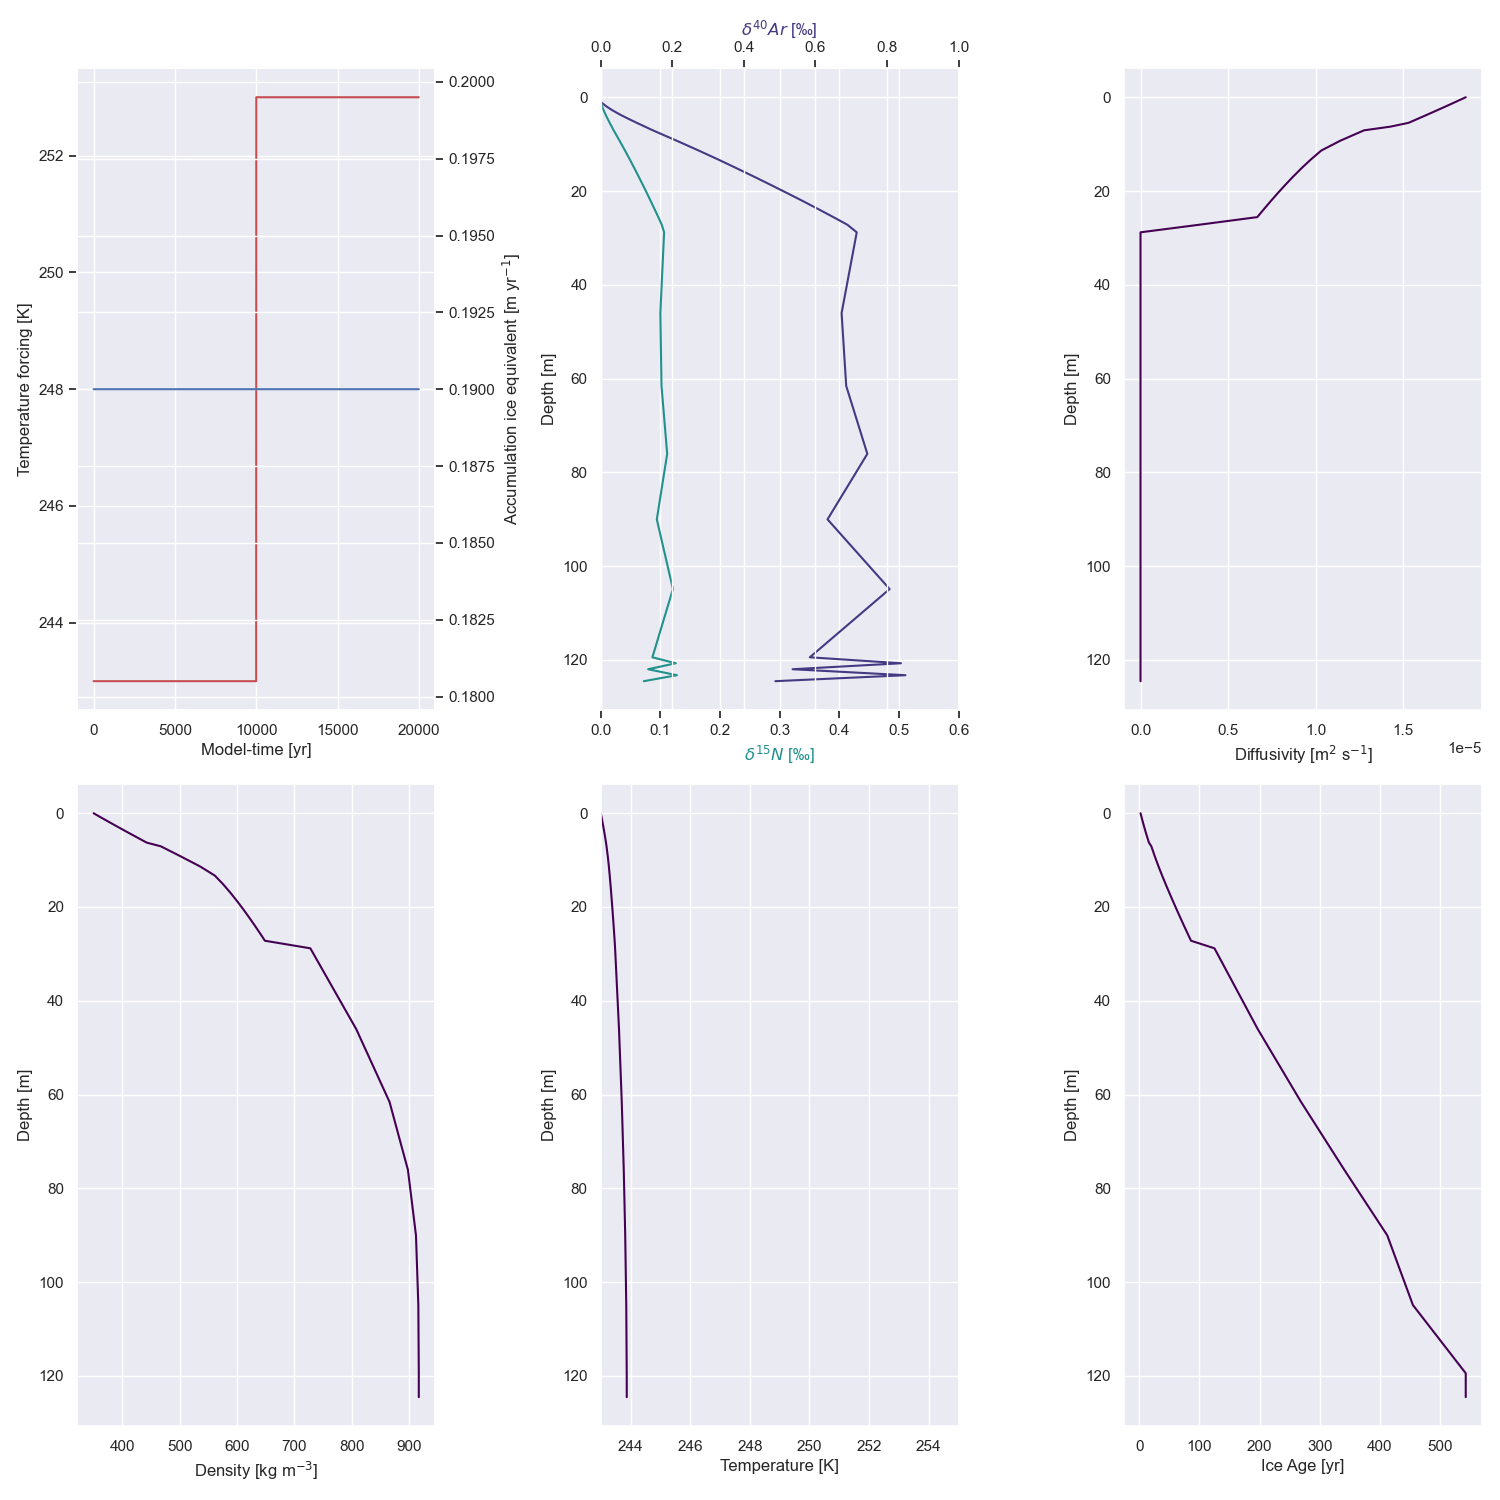 δ⁴⁰Ar [‰]
0.0 0.2 0.4 0.6 0.8 1.0
Temperature forcing [K]
252
250
248
246
244
0 5000 10000 15000 20000
Model-time [yr]
0.2000
0.1975
0.1950
0.1925
0.1900
0.1875
0.1850
0.1825
0.1800
Accumulation ice equivalent [m yr⁻¹]
Depth [m]
0
20
40
60
80
100
120
0.0 0.1 0.2 0.3 0.4 0.5 0.6
δ¹⁵N [‰]
Depth [m]
0
20
40
60
80
100
120
0.0 0.5 1.0 1.5
1e−5
Diffusivity [m² s⁻¹]
Depth [m]
0
20
40
60
80
100
120
400 500 600 700 800 900
Density [kg m⁻³]
Depth [m]
0
20
40
60
80
100
120
244 246 248 250 252 254
Temperature [K]
Depth [m]
0
20
40
60
80
100
120
0 100 200 300 400 500
Ice Age [yr]